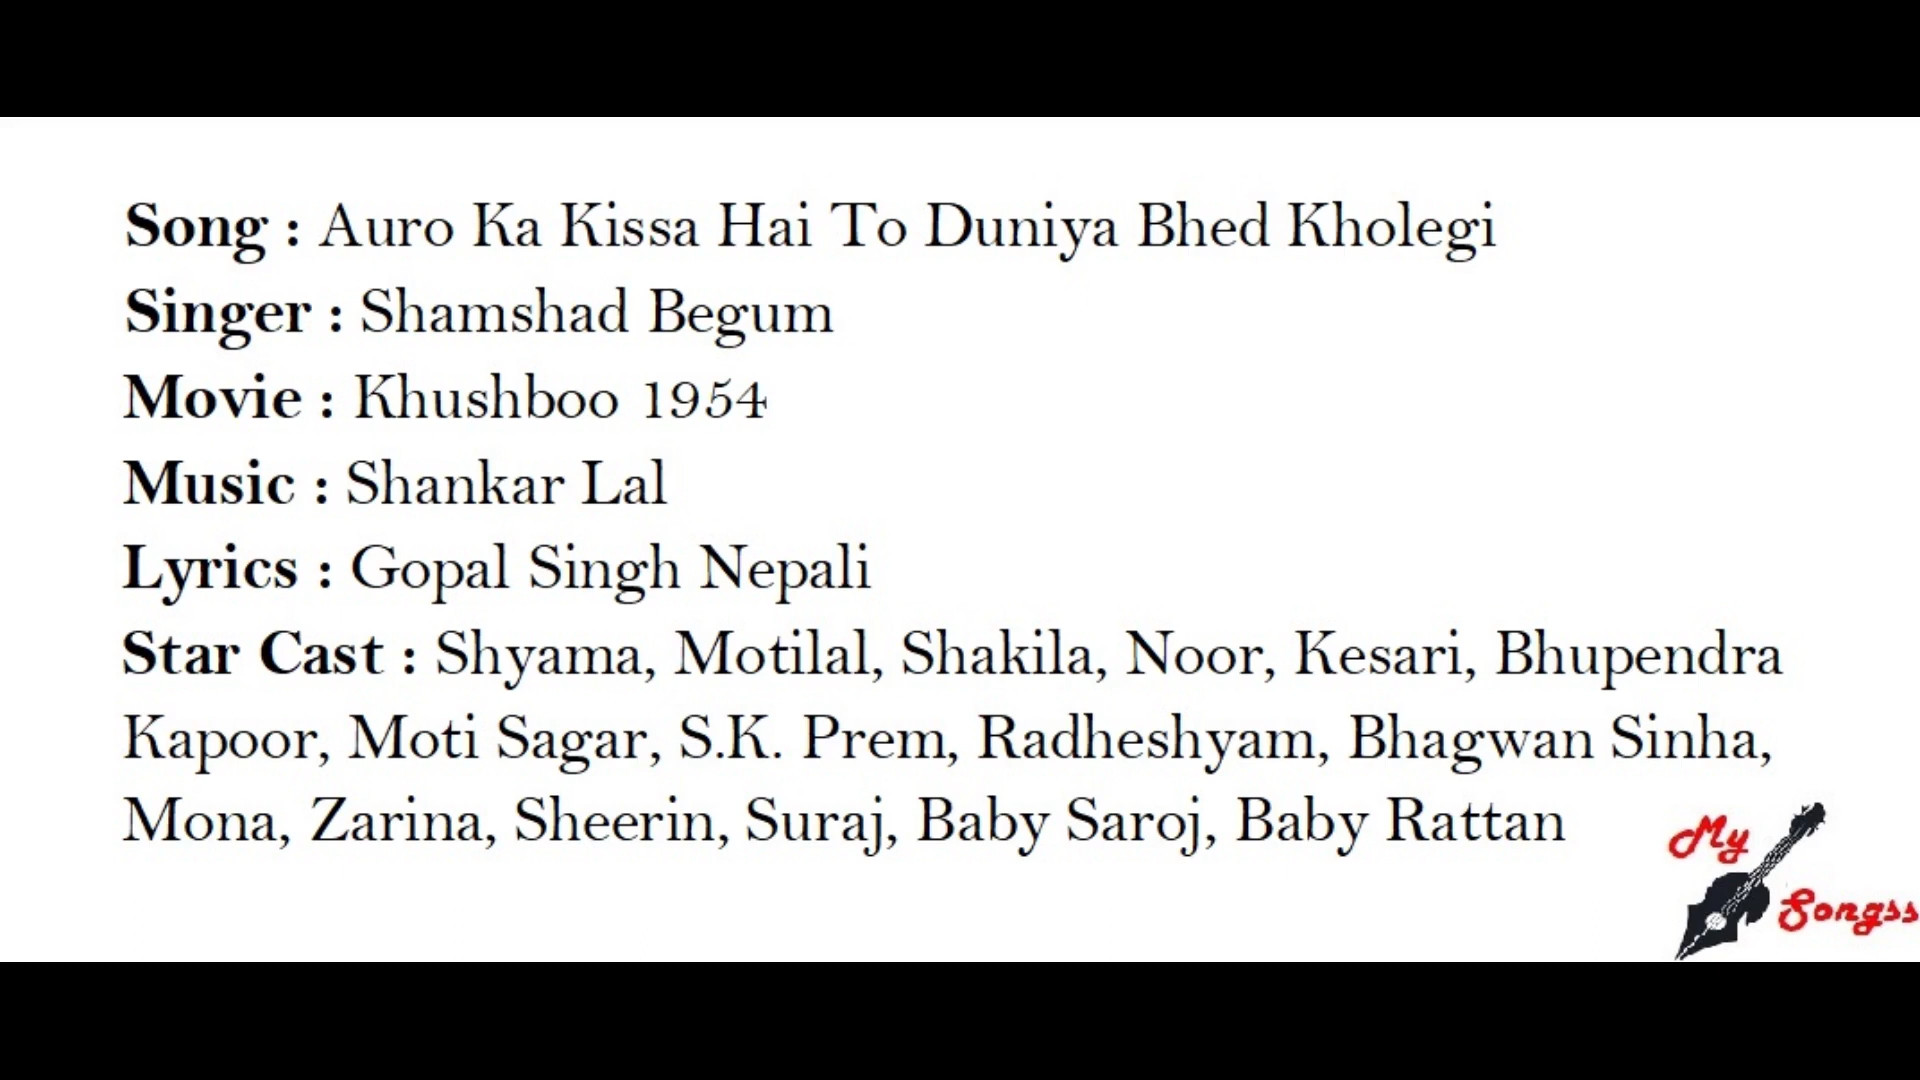 Song : Auro Ka Kissa Hai To Duniya Bhed Kholegi
Singer : Shamshad Begum
Movie : Khushboo 1954
Music : Shankar Lal
Lyrics : Gopal Singh Nepali
Star Cast : Shyama, Motilal, Shakila, Noor, Kesari, Bhupendra
Kapoor, Moti Sagar, S.K. Prem, Radheshyam, Bhagwan Sinha,
Mona, Zarina, Sheerin, Suraj, Baby Saroj, Baby Rattan
My
Songss